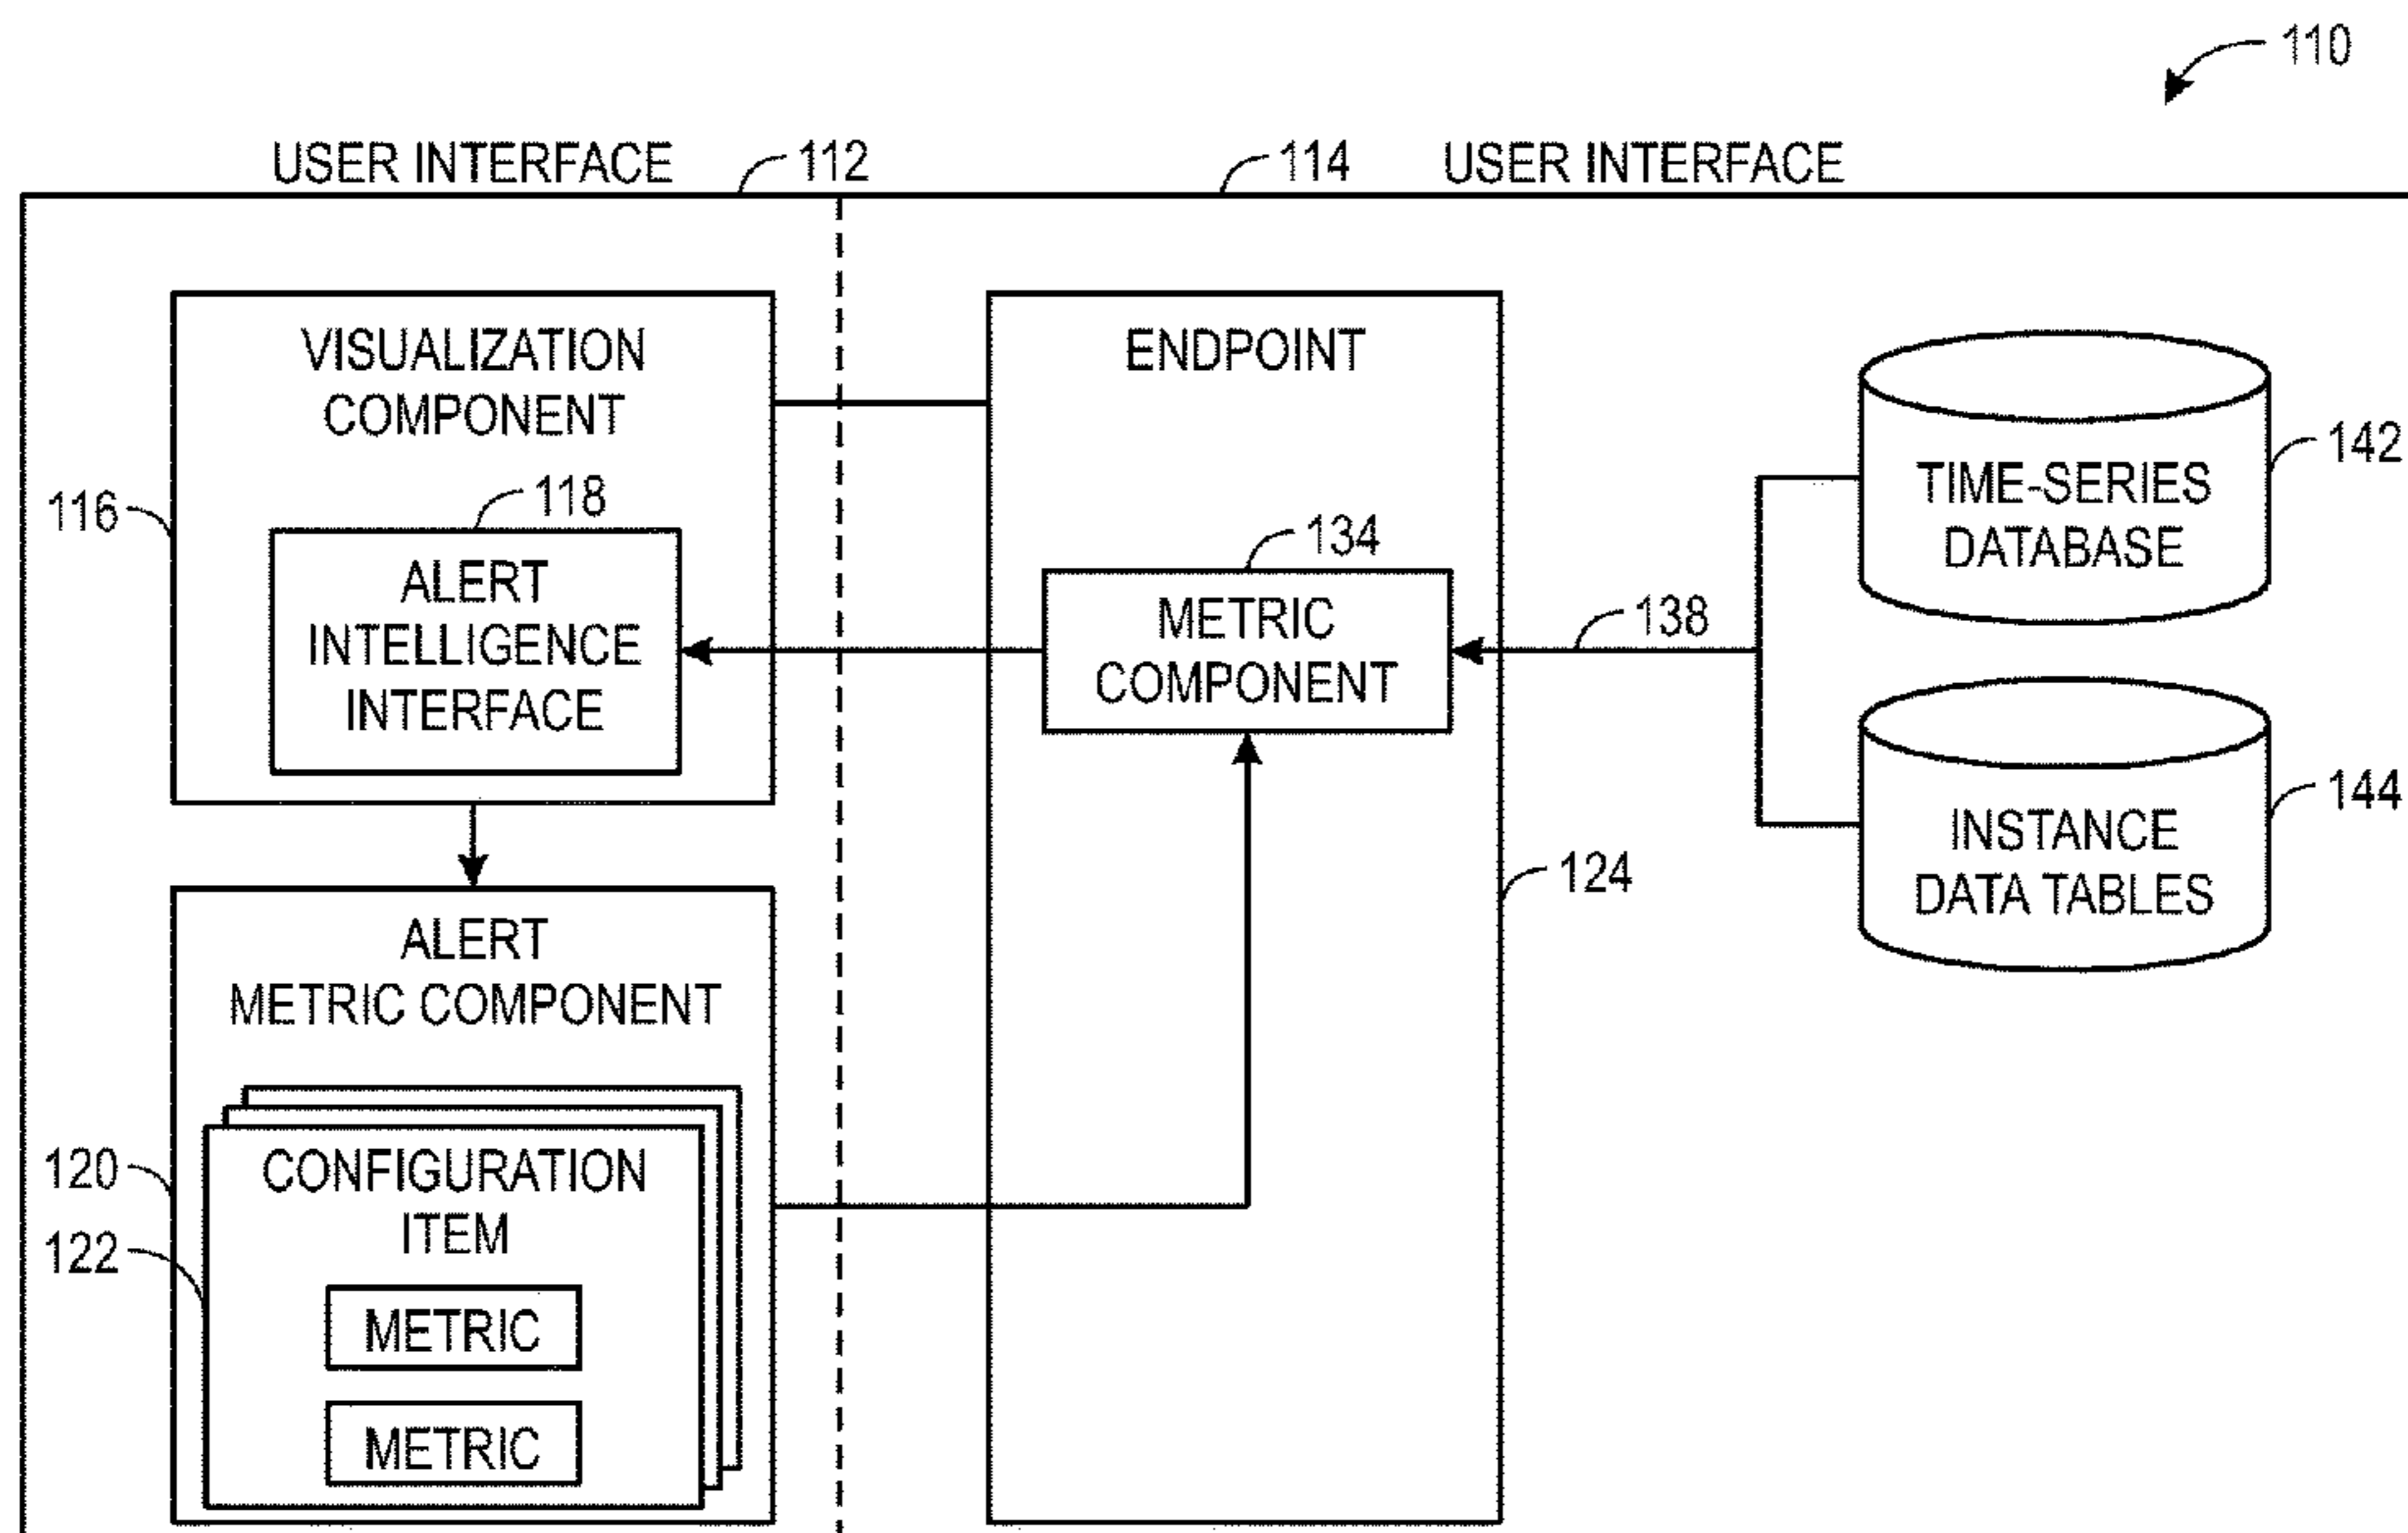 110
USER INTERFACE 112
114 USER INTERFACE
VISUALIZATION
COMPONENT
116
118
ALERT
INTELLIGENCE
INTERFACE
ENDPOINT
134
METRIC
COMPONENT
138
124
TIME-SERIES
DATABASE
142
INSTANCE
DATA TABLES
144
ALERT
METRIC COMPONENT
120
122
CONFIGURATION
ITEM
METRIC
METRIC